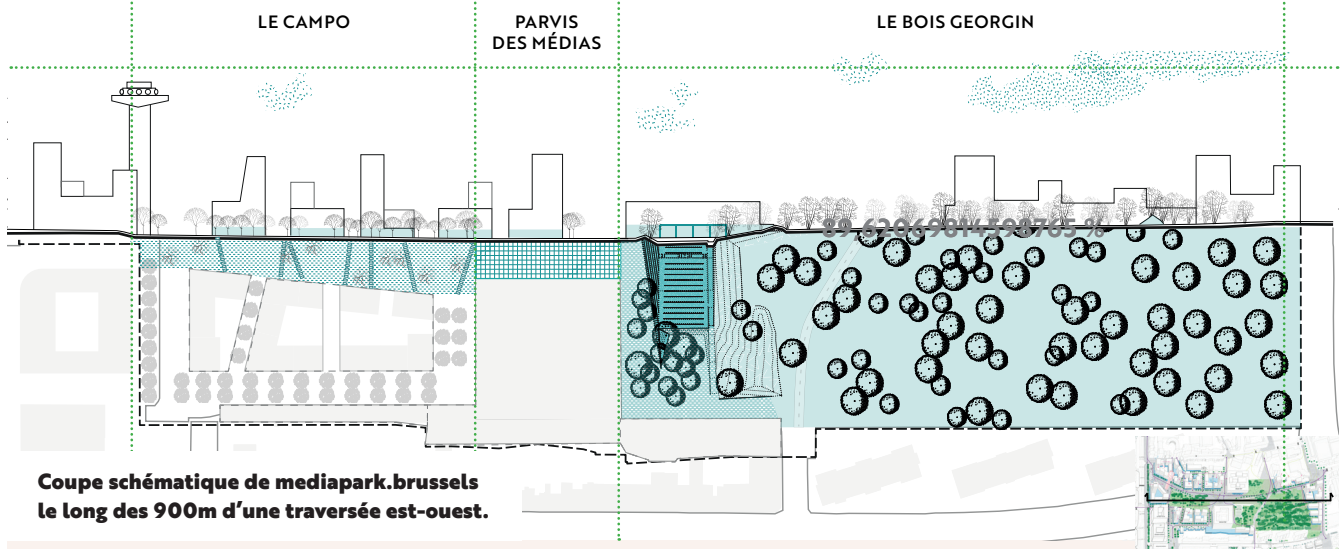 LE CAMPO
PARVIS
DES MÉDIAS
LE BOIS GEORGIN
89,62069814598765 %
Coupe schématique de mediapark.brussels
le long des 900m d’une traversée est-ouest.